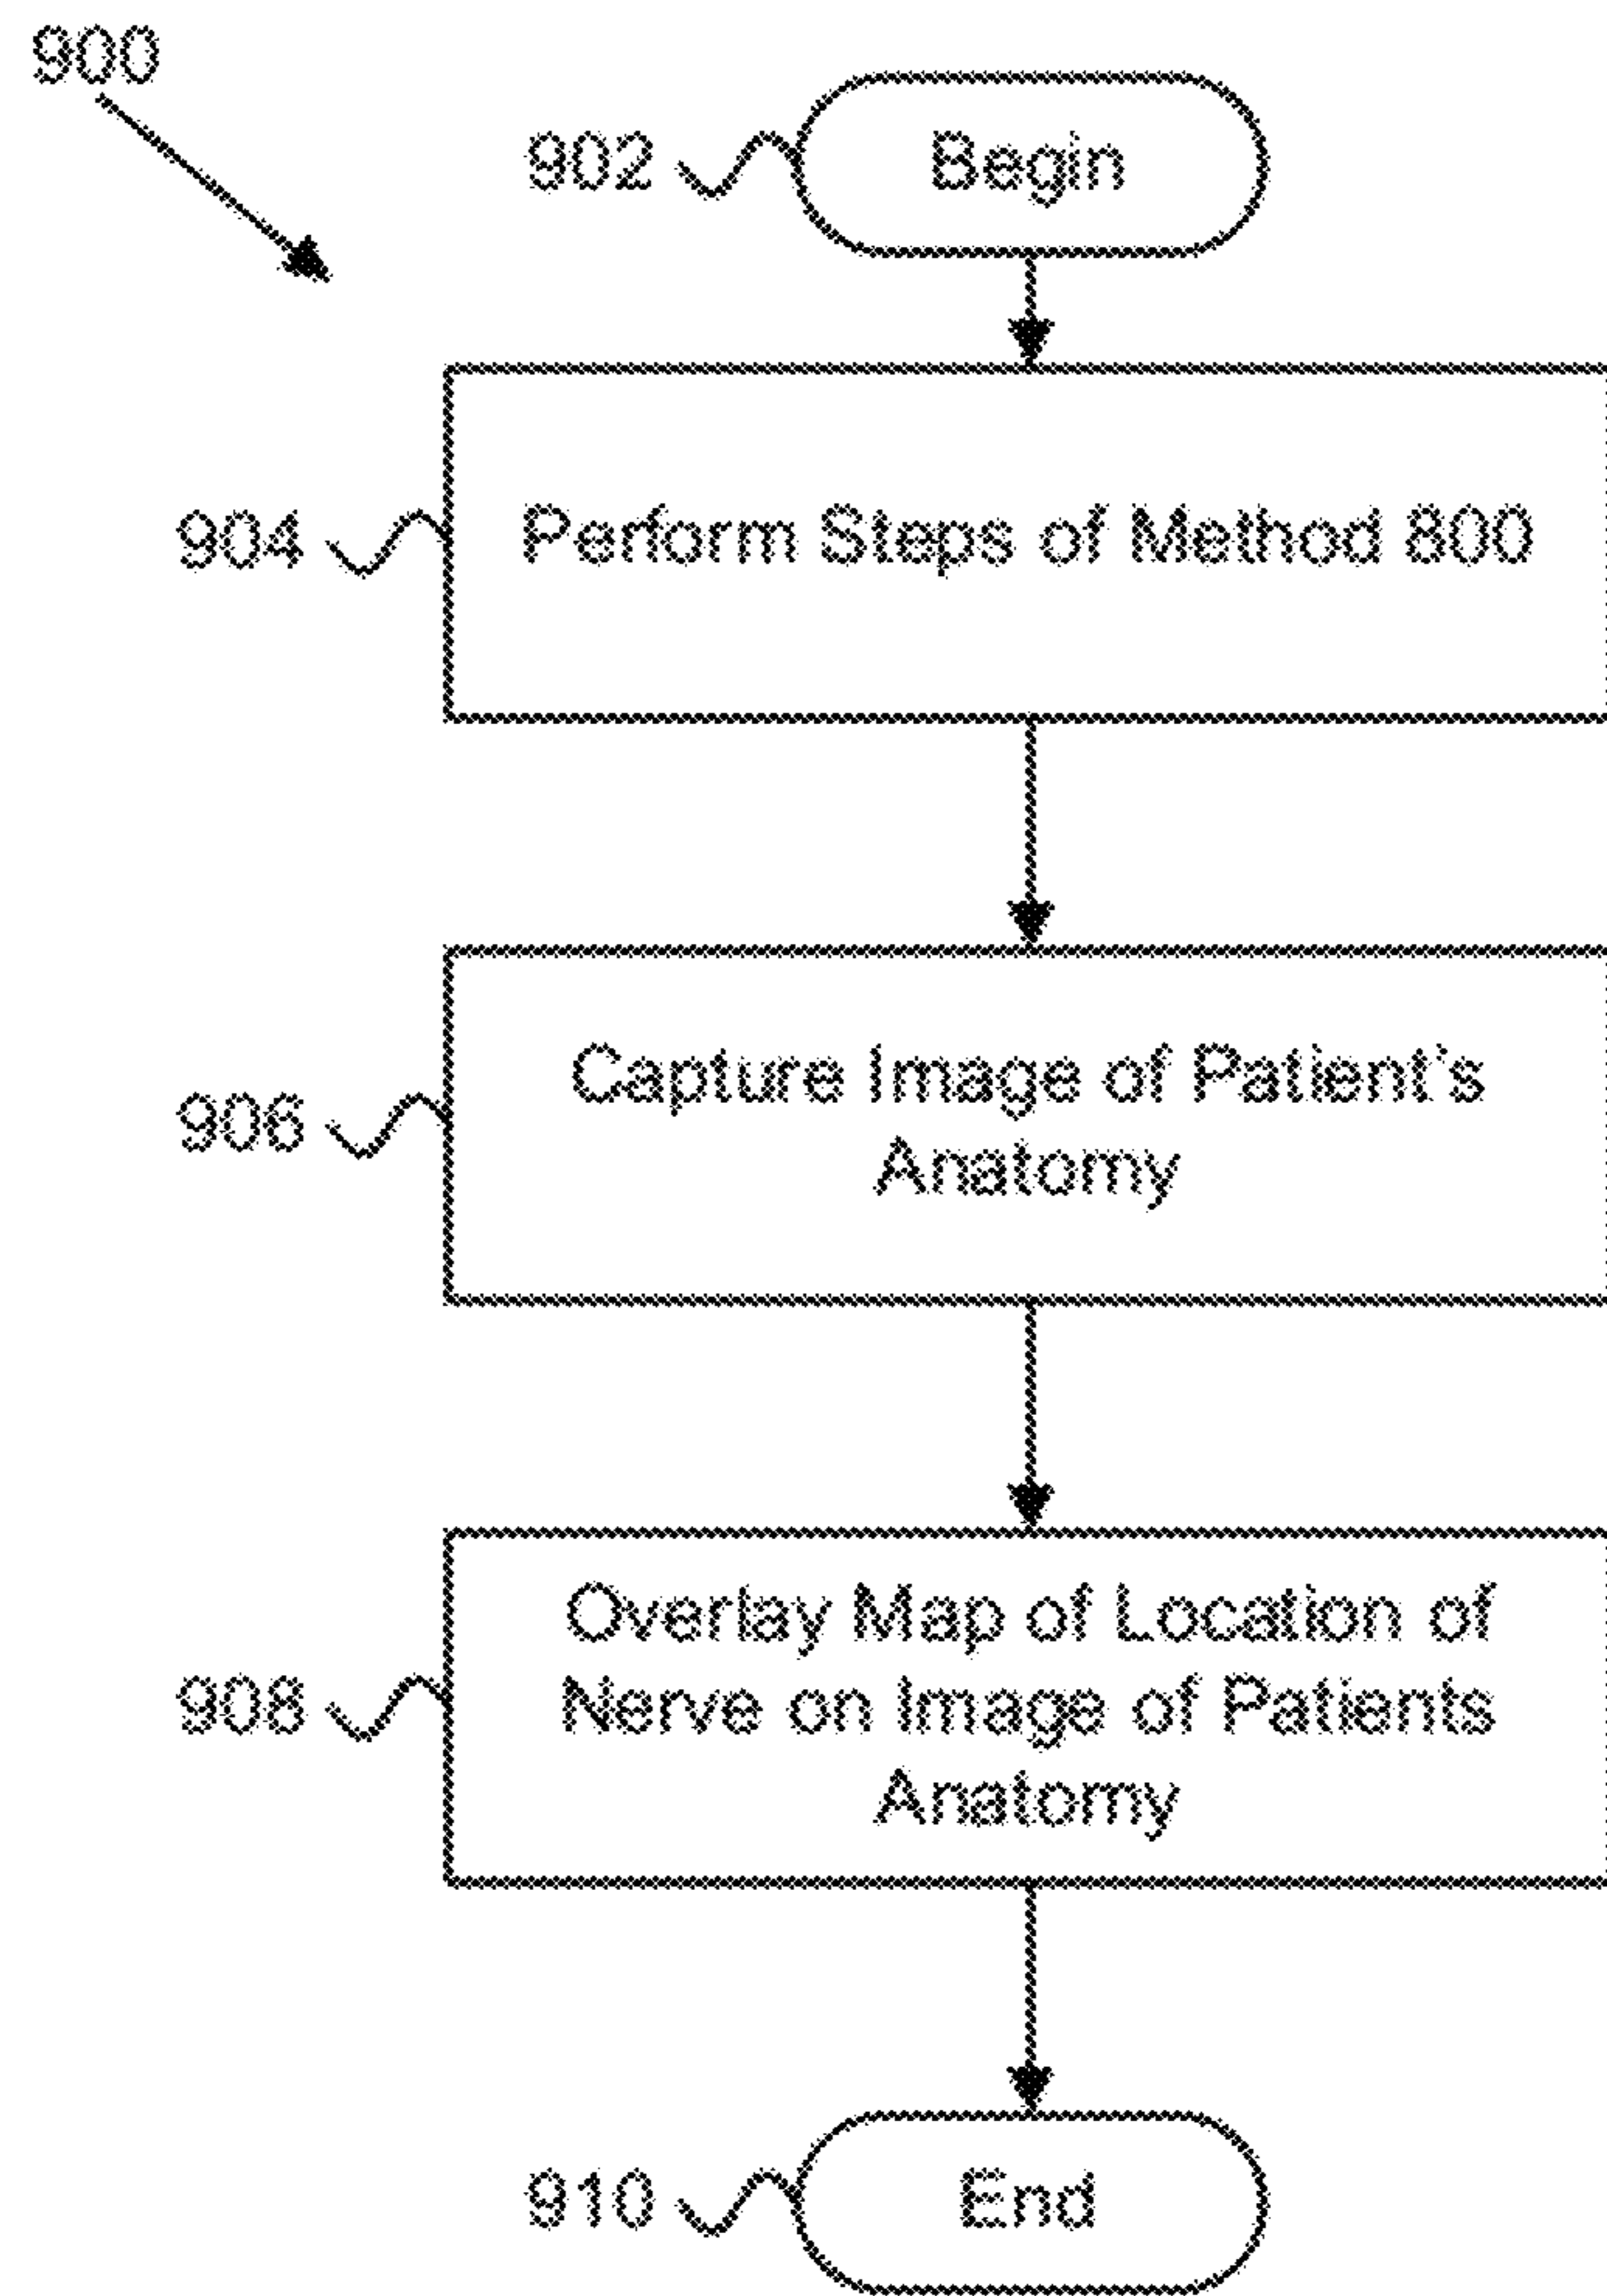 900
902 Begin
904 Perform Steps of Method 800
Capture Image of Patient's
906
Anatomy
Overlay Map of Location of
908 Nerve on Image of Patients
Anatomy
910 End